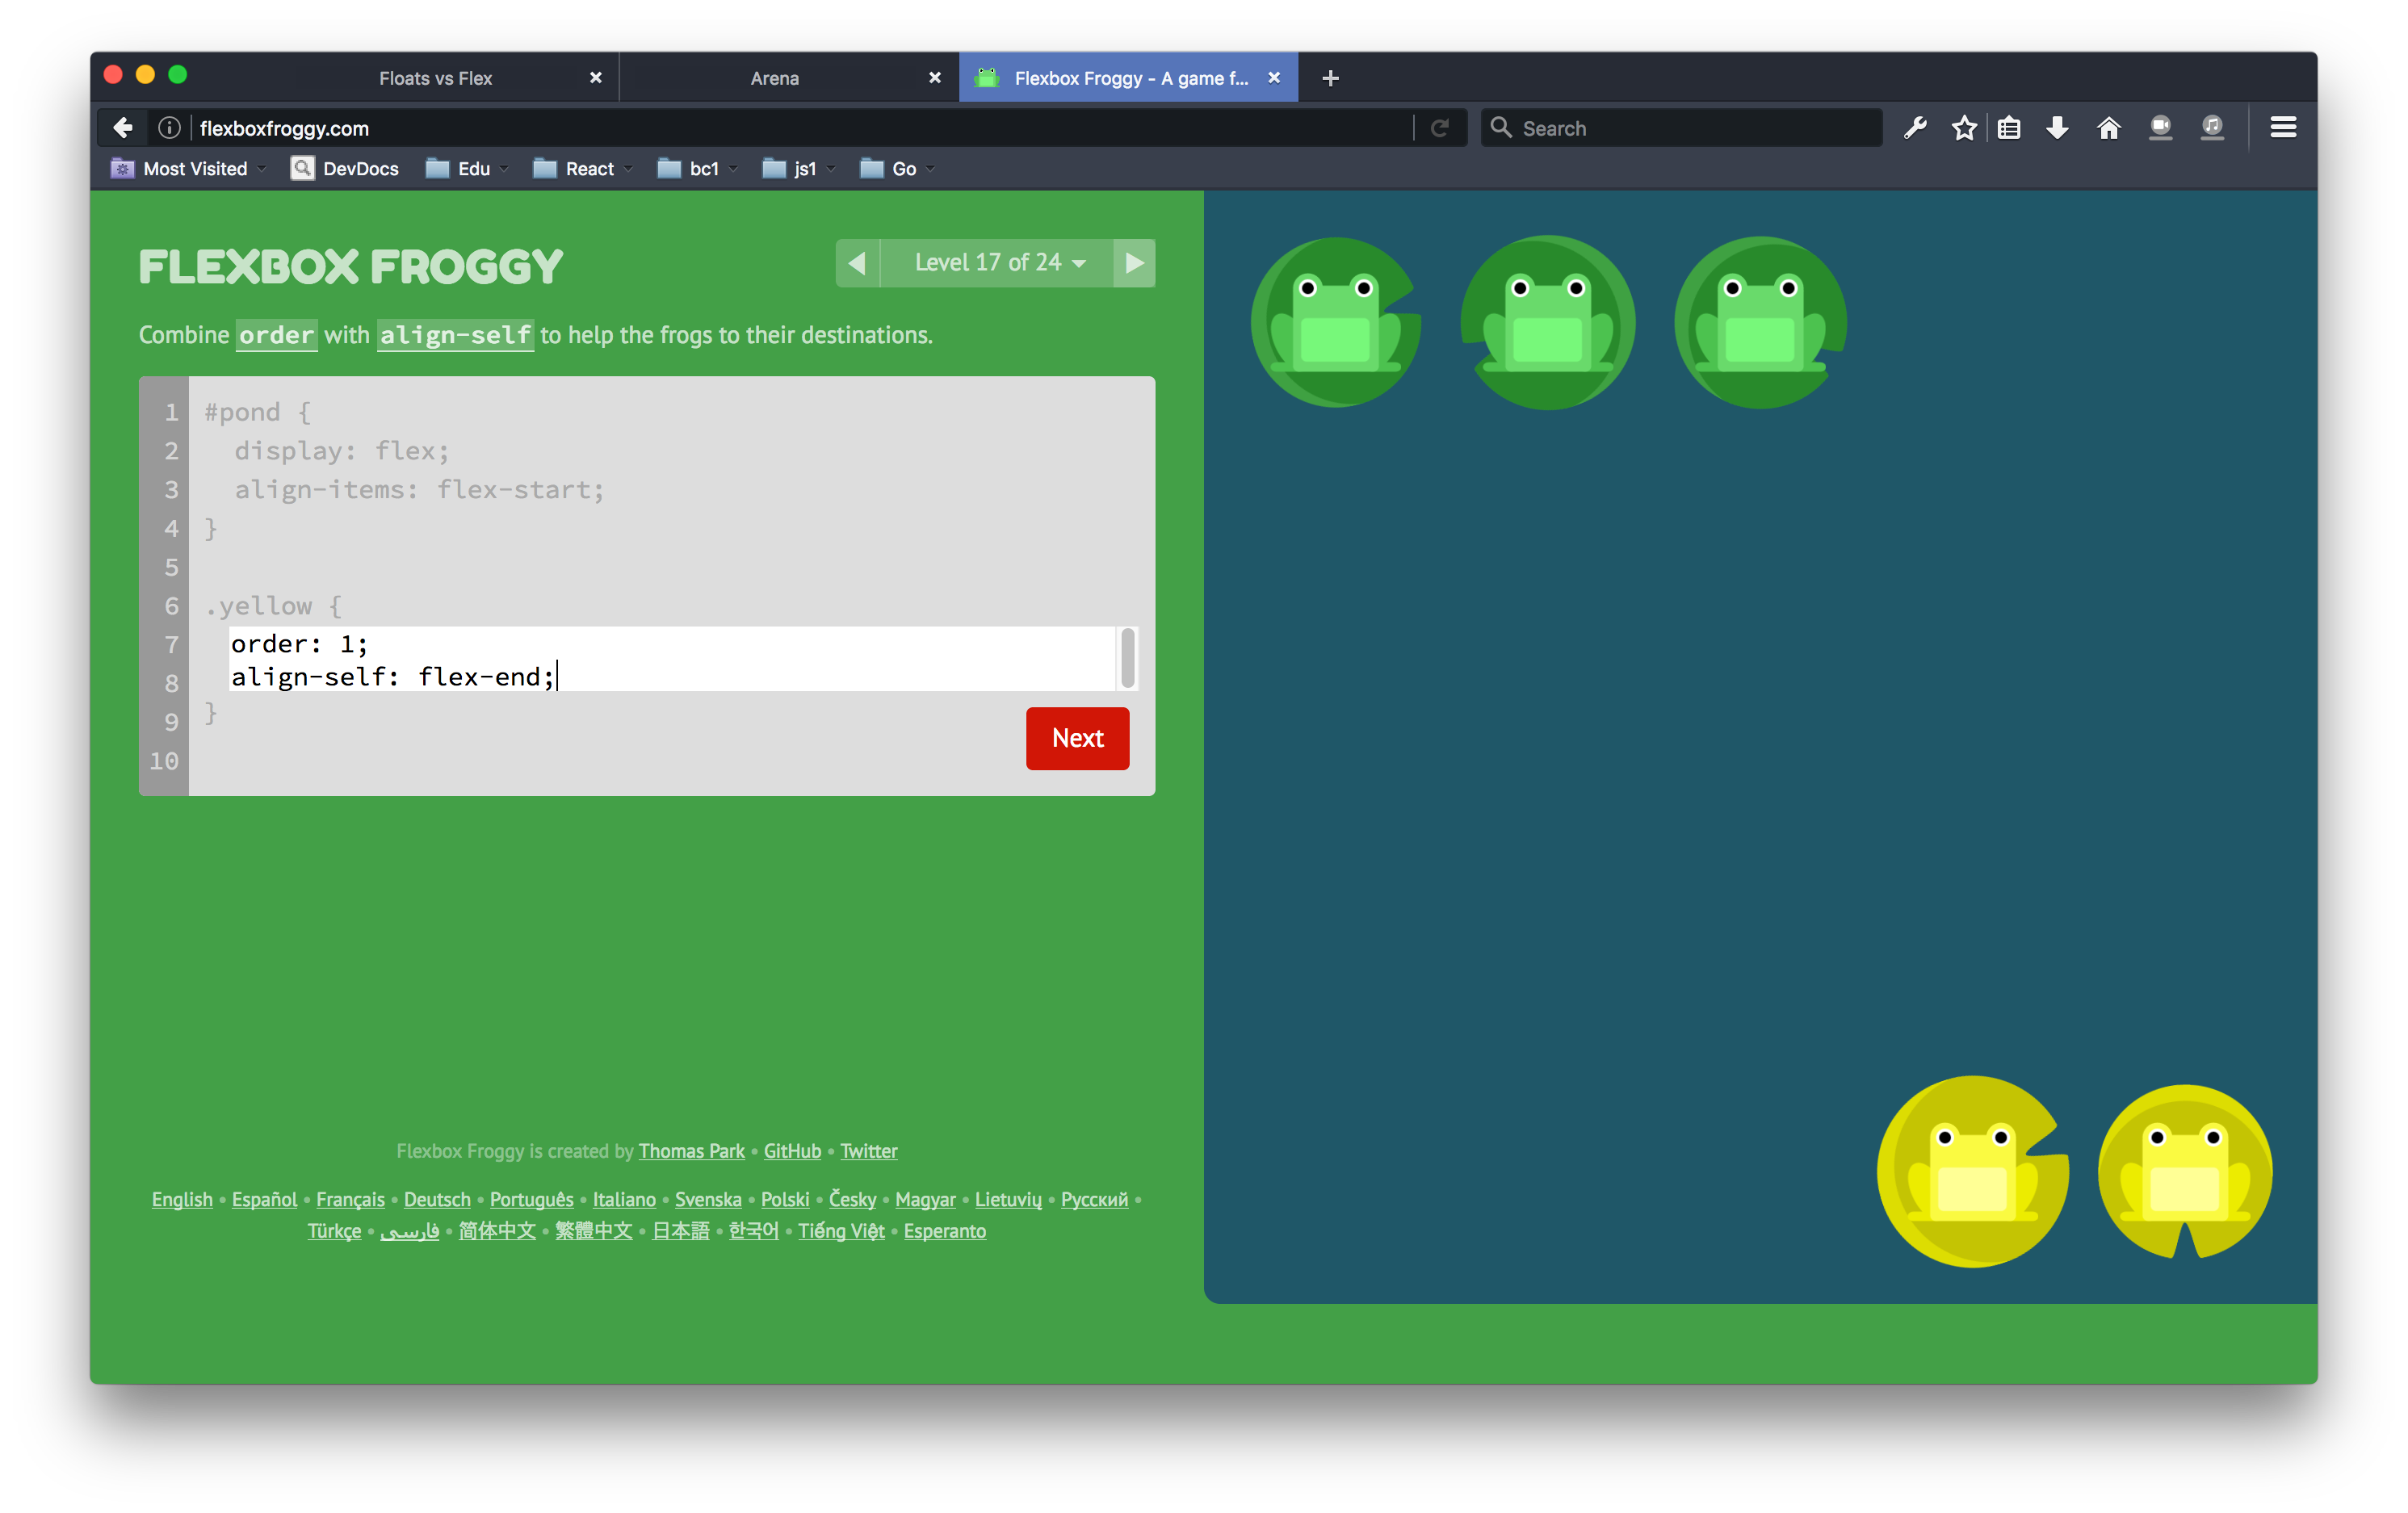 Floats vs Flex
Arena
Flexbox Froggy - A game f...
flexboxfroggy.com
Search
Most Visited
DevDocs
Edu
React
bc1
js1
Go
FLEXBOX FROGGY
Level 17 of 24
Combine order with align-self to help the frogs to their destinations.
1 #pond {
2 display: flex;
3 align-items: flex-start;
4 }
5
6 .yellow {
7 order: 1;
8 align-self: flex-end;
9 }
10
Next
Flexbox Froggy is created by Thomas Park • GitHub • Twitter
English • Español • Français • Deutsch • Português • Italiano • Svenska • Polski • Česky • Magyar • Lietuvių • Русский •
Türkçe • فارسی • 简体中文 • 繁體中文 • 日本語 • 한국어 • Tiếng Việt • Esperanto